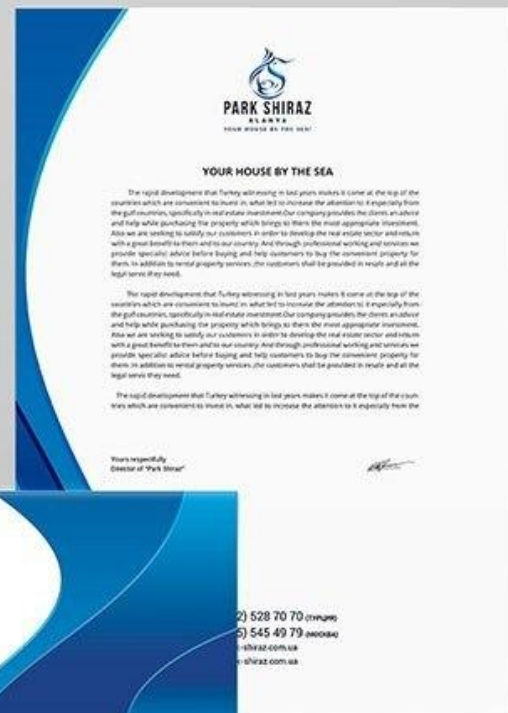 PARK SHIRAZ
ALANYA
YOUR HOUSE BY THE SEA!
YOUR HOUSE BY THE SEA
The rapid development that Turkey witnessing in last years makes it come at the top of the
countries which are convenient to invest in, what led to increase the attention to it especially from
the gulf countries, specifically in real estate investment.Our company provides the clients an advice
and help while purchasing the property which brings to them the most appropriate investment.
Also we are seeking to satisfy our customers in order to develop the real estate sector and return
with a great benefit to them and to our country. And through professional working and services we
provide specialist advice before buying and help customers to buy the convenient property for
them. In addition to rental property services ,the customers shall be provided in resale and all the
legal servic they need.
The rapid development that Turkey witnessing in last years makes it come at the top of the
countries which are convenient to invest in, what led to increase the attention to it especially from
the gulf countries, specifically in real estate investment.Our company provides the clients an advice
and help while purchasing the property which brings to them the most appropriate investment.
Also we are seeking to satisfy our customers in order to develop the real estate sector and return
with a great benefit to them and to our country. And through professional working and services we
provide specialist advice before buying and help customers to buy the convenient property for
them. In addition to rental property services ,the customers shall be provided in resale and all the
legal servic they need.
The rapid development that Turkey witnessing in last years makes it come at the top of the coun
tries which are convenient to invest in, what led to increase the attention to it especially from the
Yours respectfully
Director of "Park Shiraz"
2) 528 70 70 (ТУРЦИЯ)
5) 545 49 79 (МОСКВА)
-shiraz.com.ua
-shiraz.com.ua